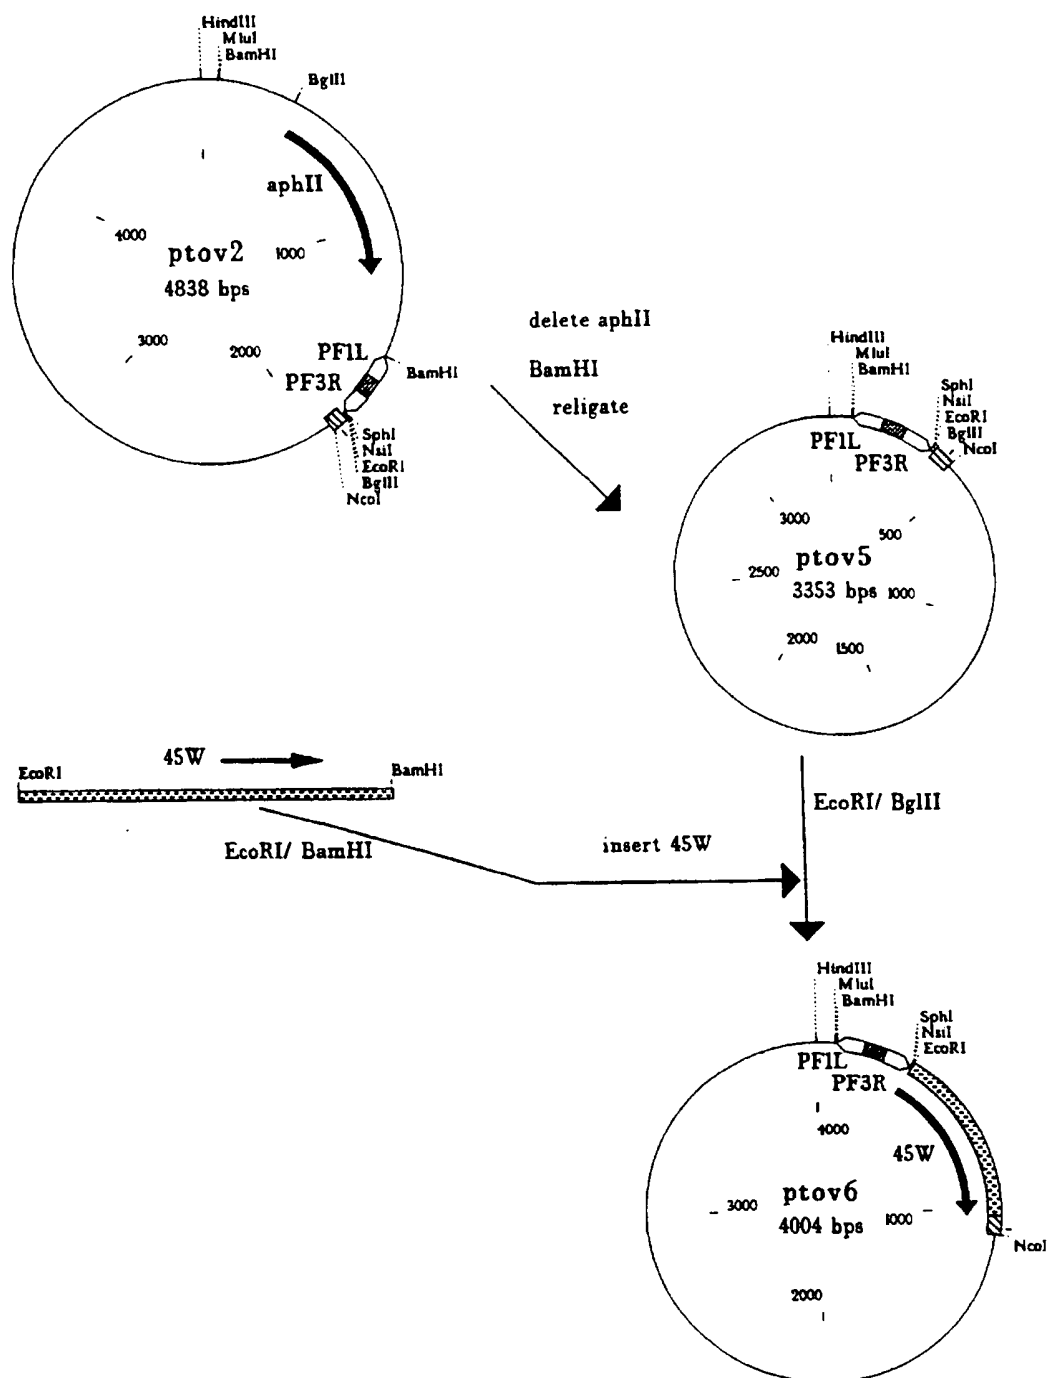 HindIII
MluI
BamHI
BglII
aphII
4000
1000
ptov2
4838 bps
3000
2000
PF1L
PF3R
BamHI
SphI
NsiI
EcoRI
BglII
NcoI
delete aphII
BamHI
religate
HindIII
MluI
BamHI
SphI
NsiI
EcoRI
BglII
NcoI
PF1L
PF3R
3000
500
ptov5
2500
3353 bps
1000
2000
1500
45W
EcoRI
BamHI
EcoRI/ BamHI
insert 45W
EcoRI/ BglII
HindIII
MluI
BamHI
SphI
NsiI
EcoRI
PF1L
PF3R
4000
45W
ptov6
3000
1000
4004 bps
NcoI
2000